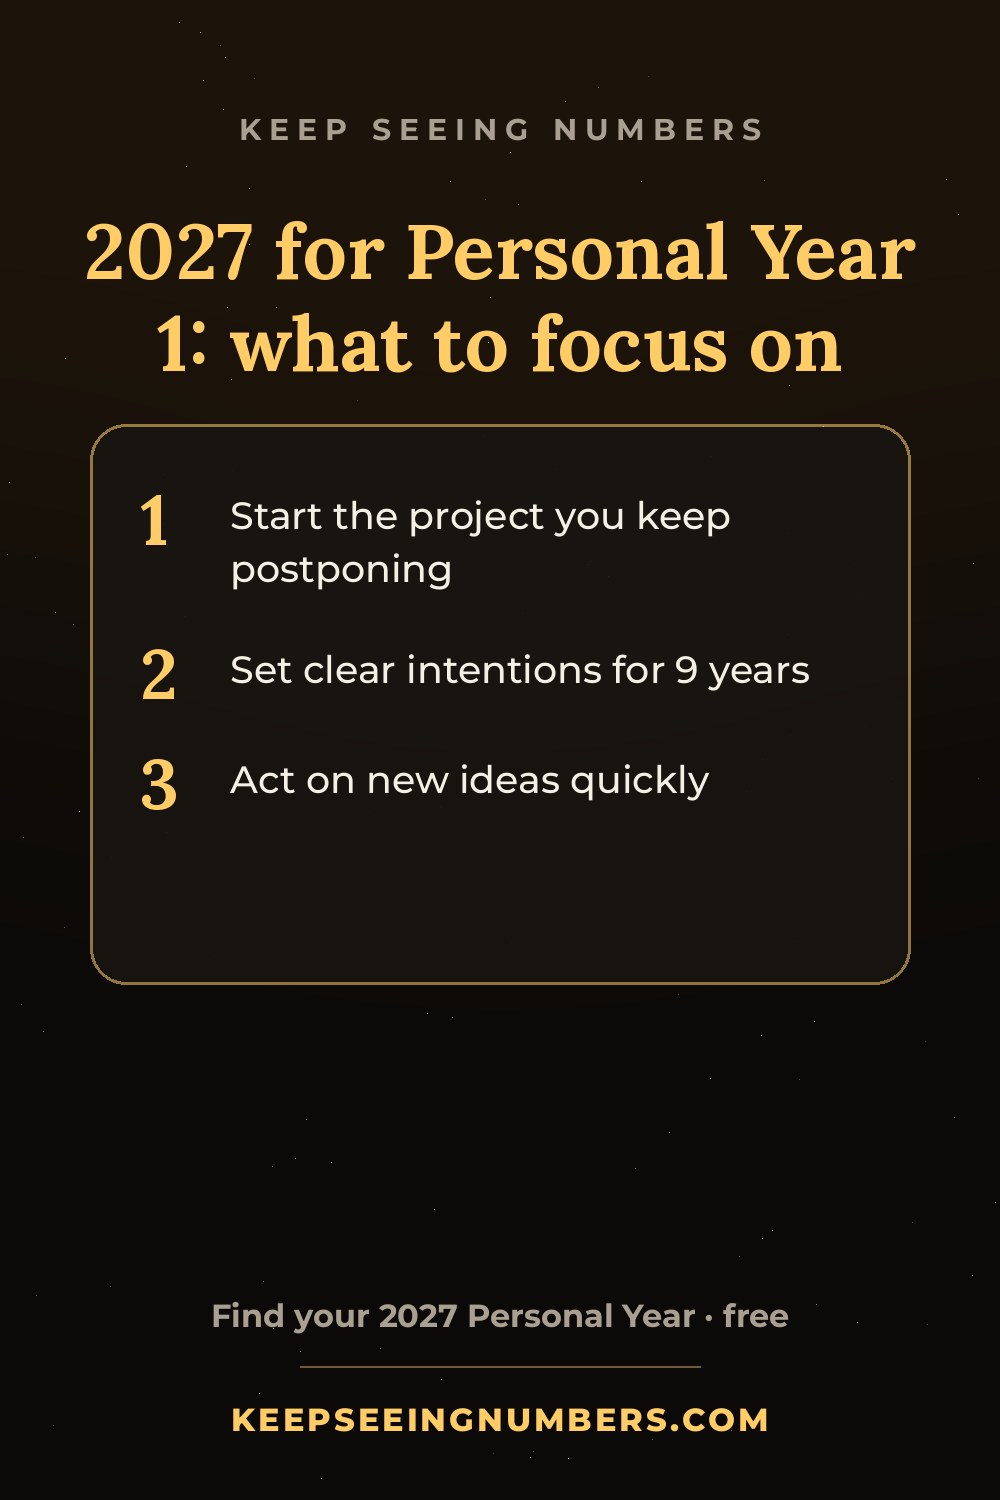 KEEP SEEING NUMBERS
2027 for Personal Year
1: what to focus on
1 Start the project you keep
postponing
2 Set clear intentions for 9 years
3 Act on new ideas quickly
Find your 2027 Personal Year · free
KEEPSEEINGNUMBERS.COM